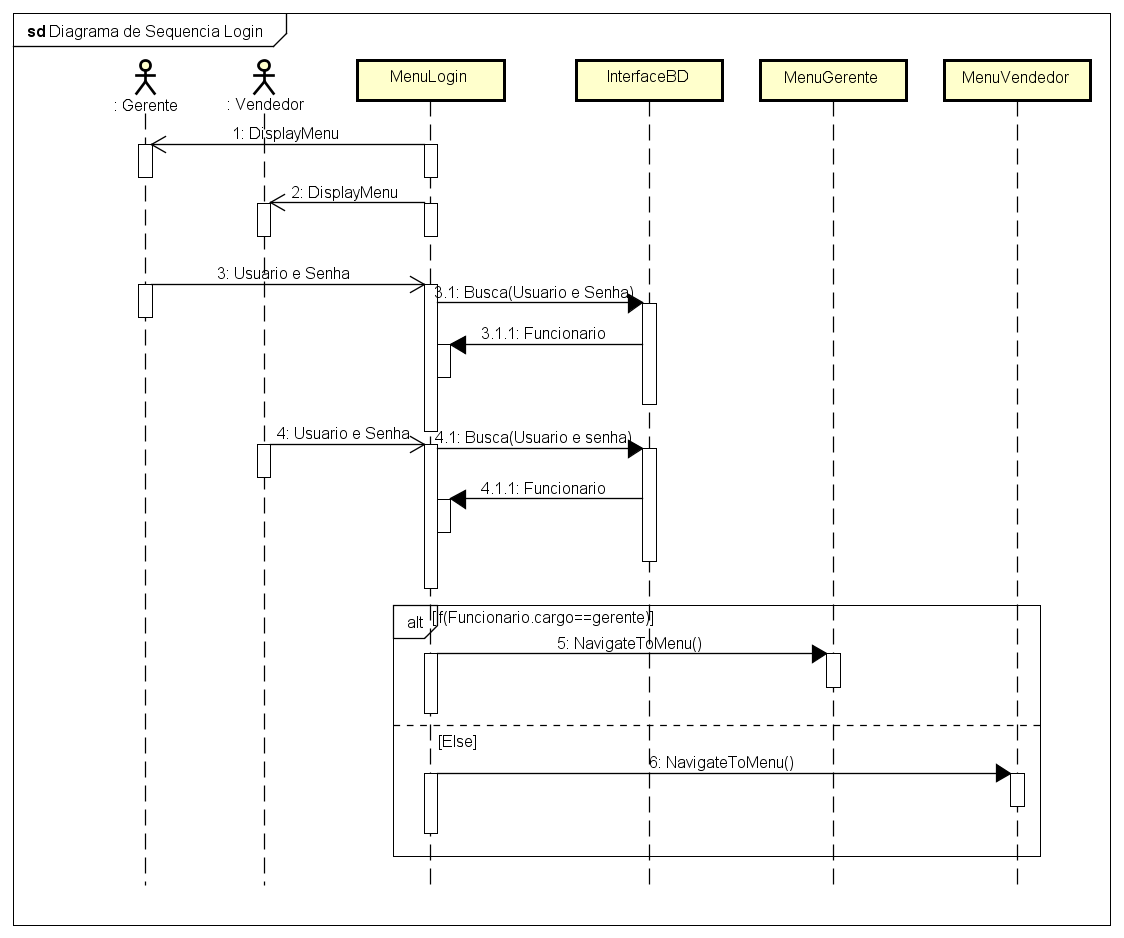 sd Diagrama de Sequencia Login
: Gerente
: Vendedor
MenuLogin
InterfaceBD
MenuGerente
MenuVendedor
1: DisplayMenu
2: DisplayMenu
3: Usuario e Senha
3.1: Busca(Usuario e Senha)
3.1.1: Funcionario
4: Usuario e Senha
4.1: Busca(Usuario e senha)
4.1.1: Funcionario
alt
[If(Funcionario.cargo==gerente)]
5: NavigateToMenu()
[Else]
6: NavigateToMenu()